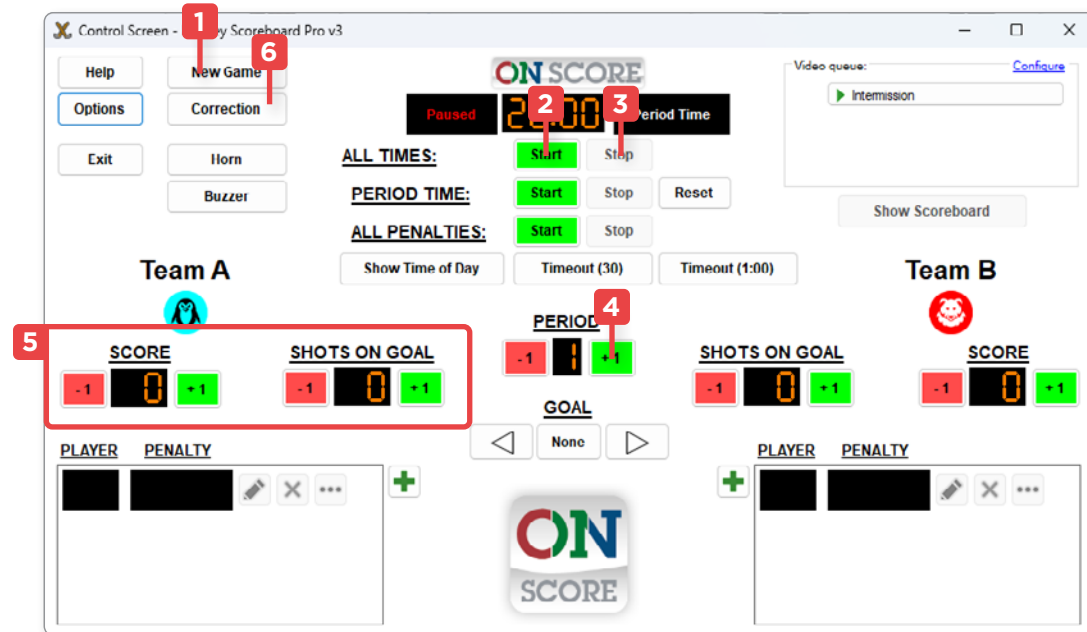 Control Screen - ey Scoreboard Pro v3
1
6
Help
New Game
ON SCORE
Video queue:
Configure
Options
Correction
Paused
2
3
Period Time
Intermission
Exit
Horn
ALL TIMES:
Start
Stop
Buzzer
PERIOD TIME:
Start
Stop
Reset
Show Scoreboard
ALL PENALTIES:
Start
Stop
Show Time of Day
Timeout (30)
Timeout (1:00)
Team A
Team B
4
5
PERIOD
-1
1
+1
SCORE
SHOTS ON GOAL
SHOTS ON GOAL
SCORE
-1
0
+1
-1
0
+1
-1
0
+1
-1
0
+1
GOAL
None
PLAYER
PENALTY
PLAYER
PENALTY
ON
SCORE